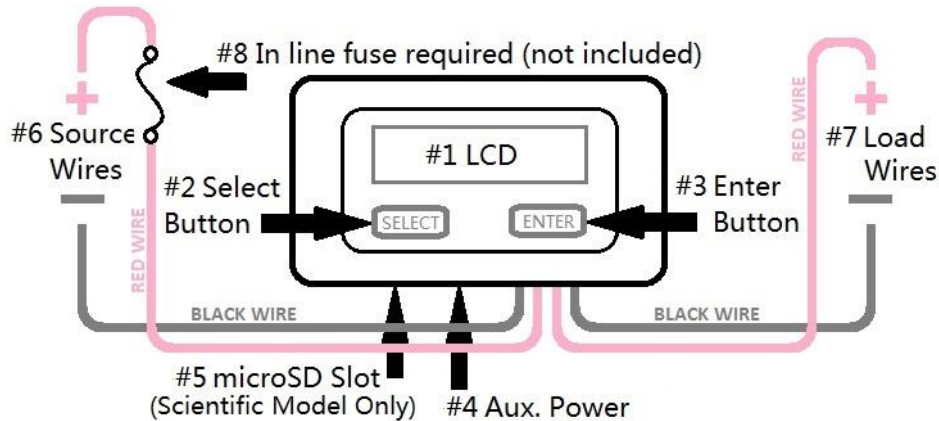 #8 In line fuse required (not included)
+
+
#6 Source
Wires
#1 LCD
#7 Load
Wires
#2 Select
Button
#3 Enter
Button
SELECT
ENTER
RED WIRE
RED WIRE
BLACK WIRE
BLACK WIRE
#5 microSD Slot
(Scientific Model Only)
#4 Aux. Power